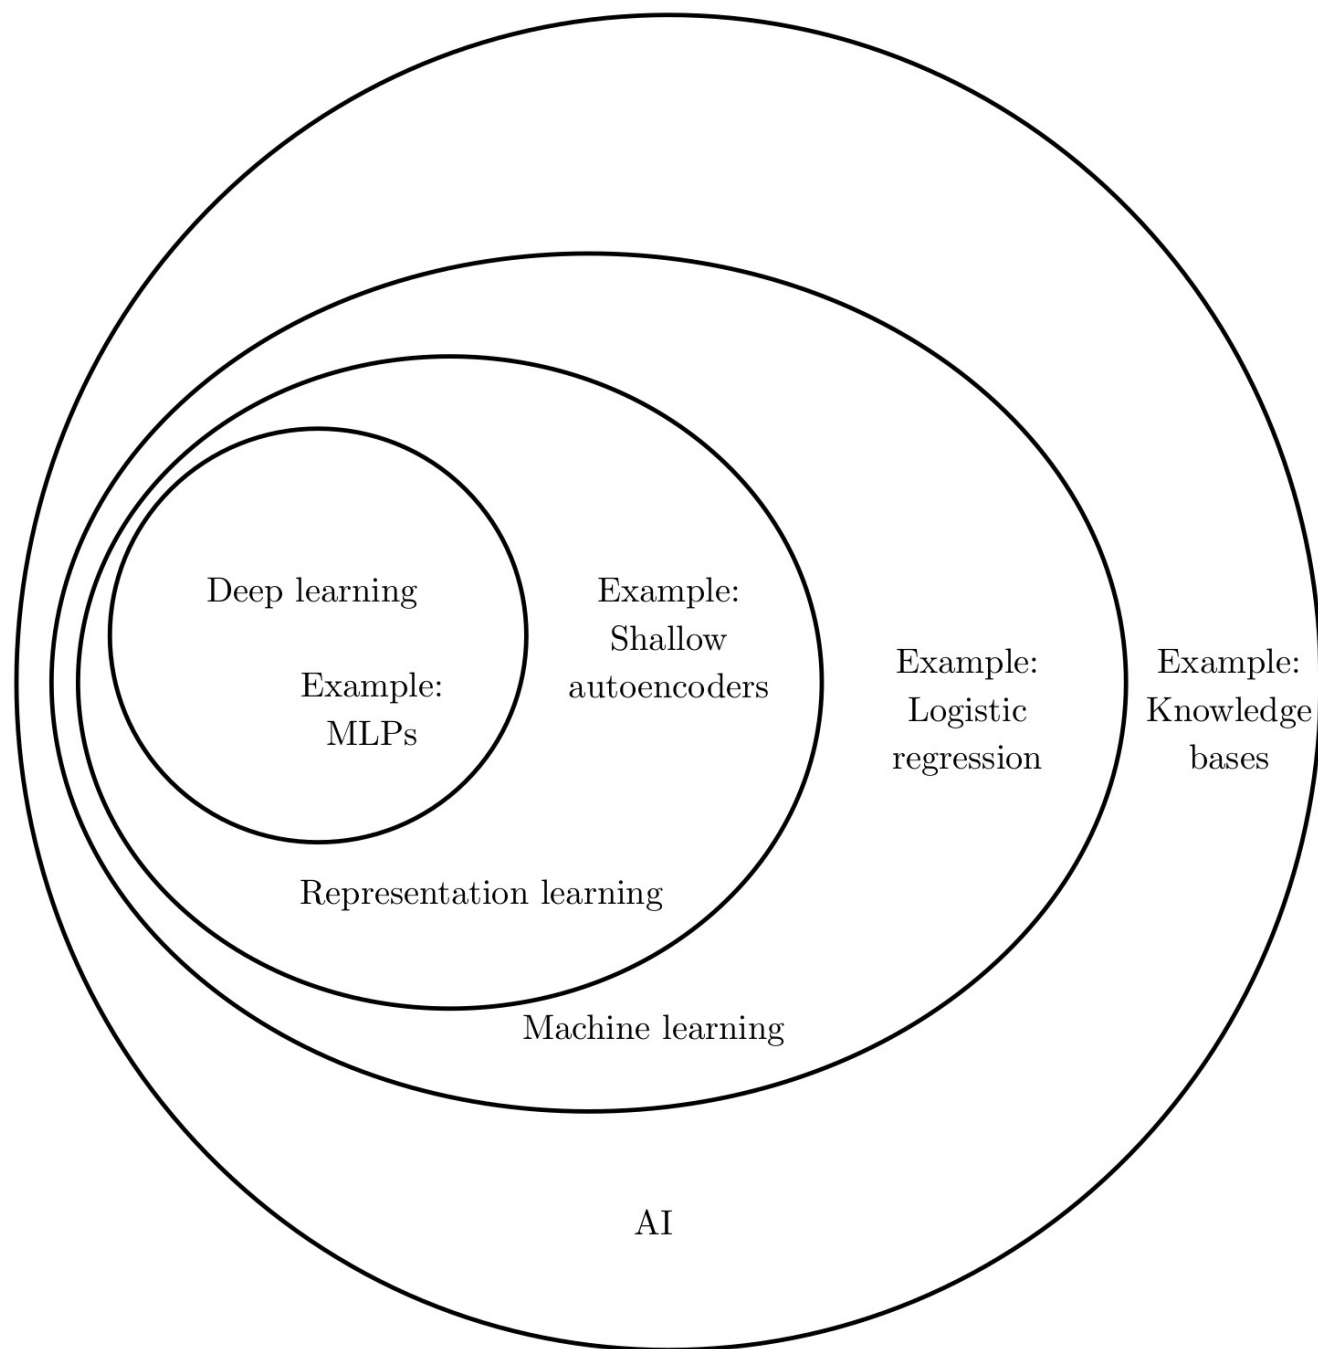 Deep learning
Example:
MLPs
Example:
Shallow
autoencoders
Example:
Logistic
regression
Example:
Knowledge
bases
Representation learning
Machine learning
AI